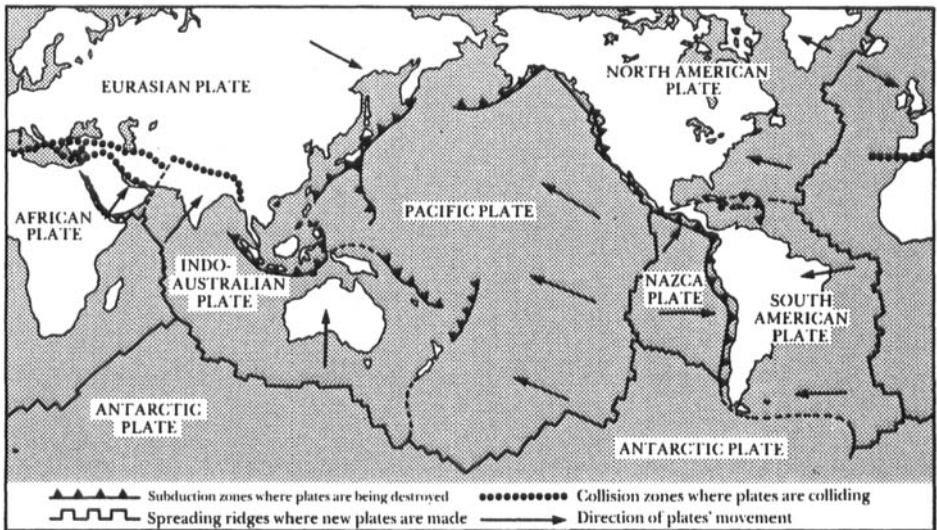 EURASIAN PLATE
NORTH AMERICAN
PLATE
AFRICAN
PLATE
PACIFIC PLATE
INDO-
AUSTRALIAN
PLATE
NAZCA
PLATE
SOUTH
AMERICAN
PLATE
ANTARCTIC
PLATE
ANTARCTIC PLATE
Subduction zones where plates are being destroyed
Collision zones where plates are colliding
Spreading ridges where new plates are made
Direction of plates' movement